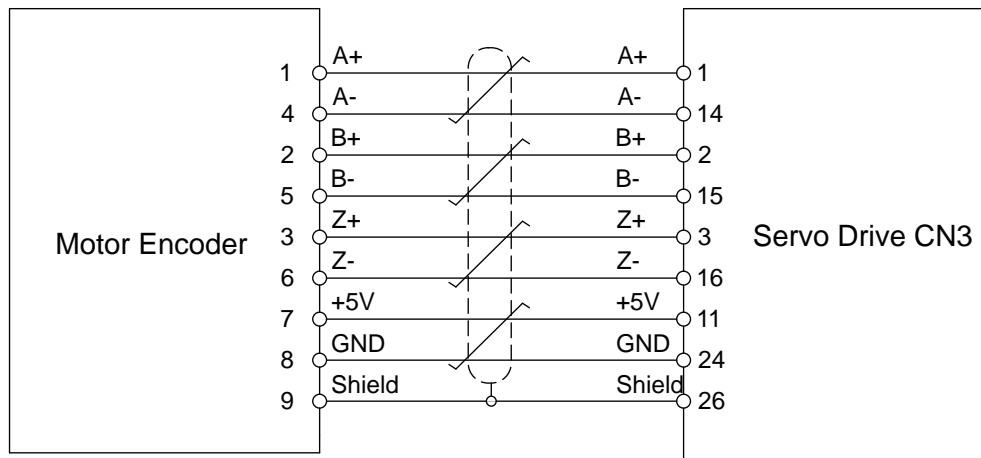 A+ A+
1 1
A- A-
4 14
B+ B+
2 2
B- B-
5 15
Z+ Z+
3 3
Motor Encoder Servo Drive CN3
Z- Z-
6 16
+5V +5V
7 11
GND GND
8 24
Shield Shield
9 26